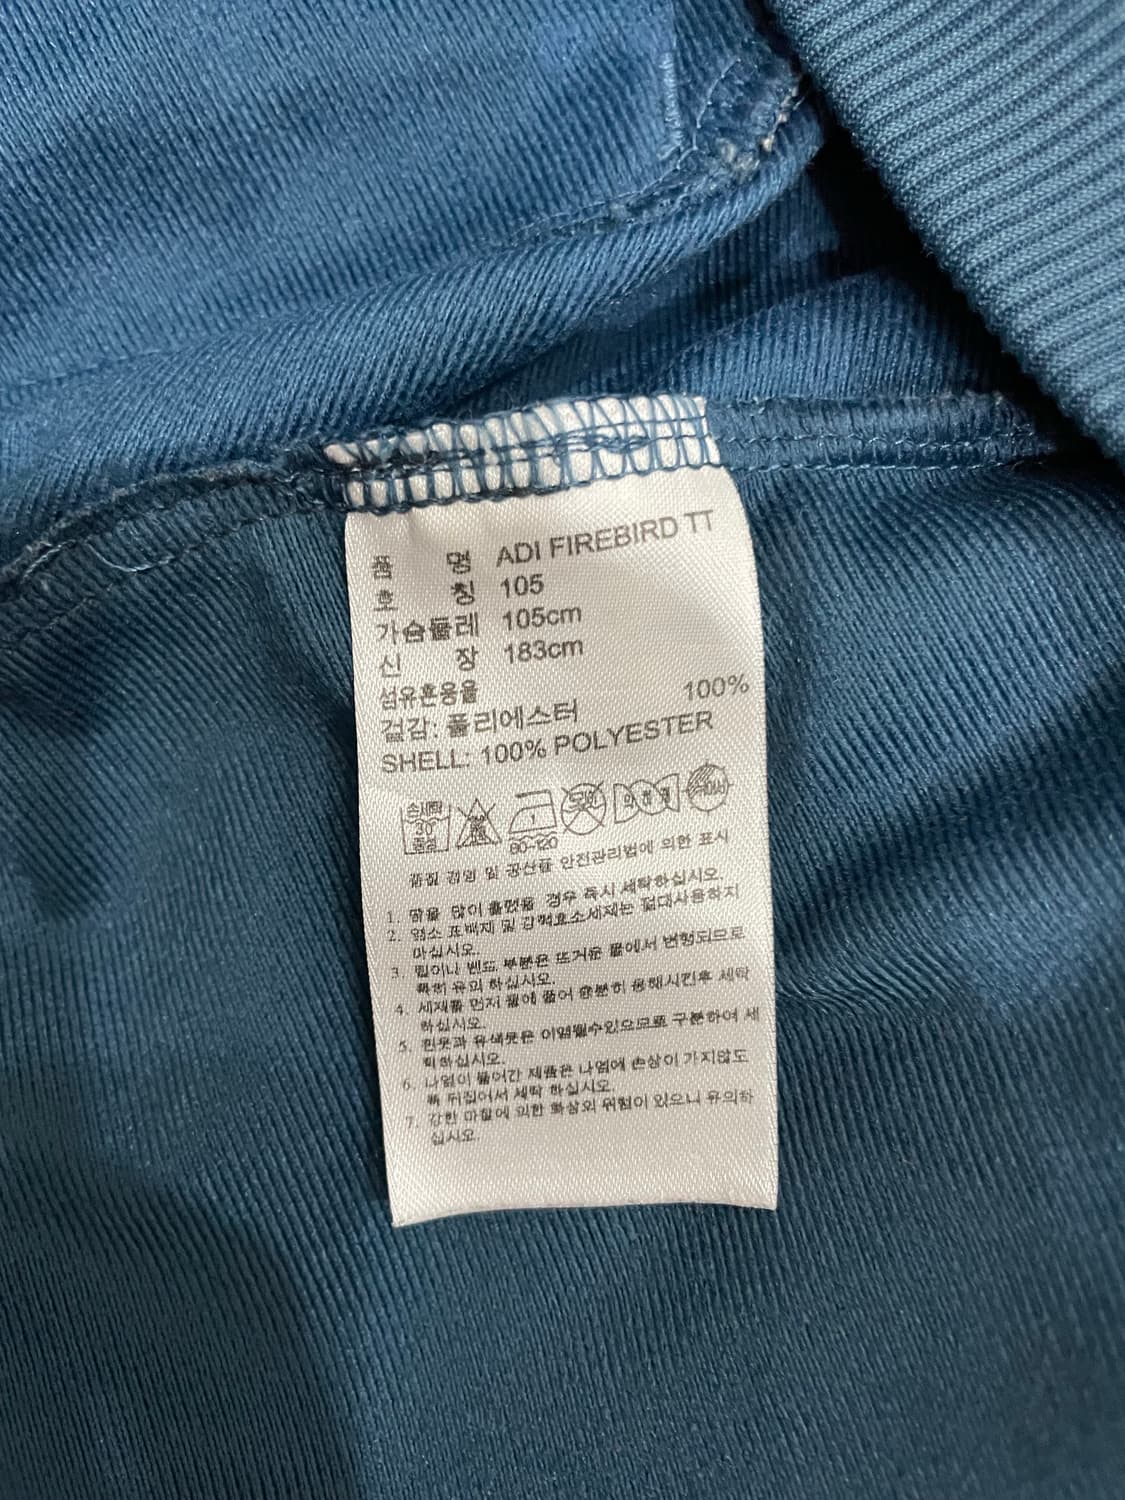 품 명 ADI FIREBIRD TT
호 칭 105
가슴둘레 105cm
신 장 183cm
섬유혼용율
겉감: 폴리에스터 100%
SHELL: 100% POLYESTER
손세탁
30
중성
80-120
품질 경영 및 공산품 안전관리법에 의한 표시
1. 땀을 많이 흘렸을 경우 즉시 세탁하십시오.
2. 염소 표백제 및 강력효소세제는 절대사용하지
마십시오.
3. 립이나 밴드 부분은 뜨거운 물에서 변형되므로
특히 유의 하십시오.
4. 세제를 먼저 물에 풀어 충분히 용해시킨후 세탁
하십시오.
5. 흰옷과 유색옷은 이염될수있으므로 구분하여 세
탁하십시오.
6. 나염이 들어간 제품은 나염에 손상이 가지않도
록 뒤집어서 세탁 하십시오.
7. 강한 마찰에 의한 화상의 위험이 있으니 유의하
십시오.